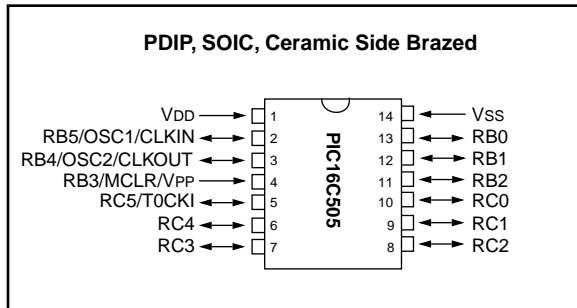 PDIP, SOIC, Ceramic Side Brazed
VDD 1 14 VSS
RB5/OSC1/CLKIN 2 13 RB0
RB4/OSC2/CLKOUT 3 12 RB1
RB3/MCLR/VPP 4 11 RB2
RC5/T0CKI 5 10 RC0
RC4 6 9 RC1
RC3 7 8 RC2
PIC16C505